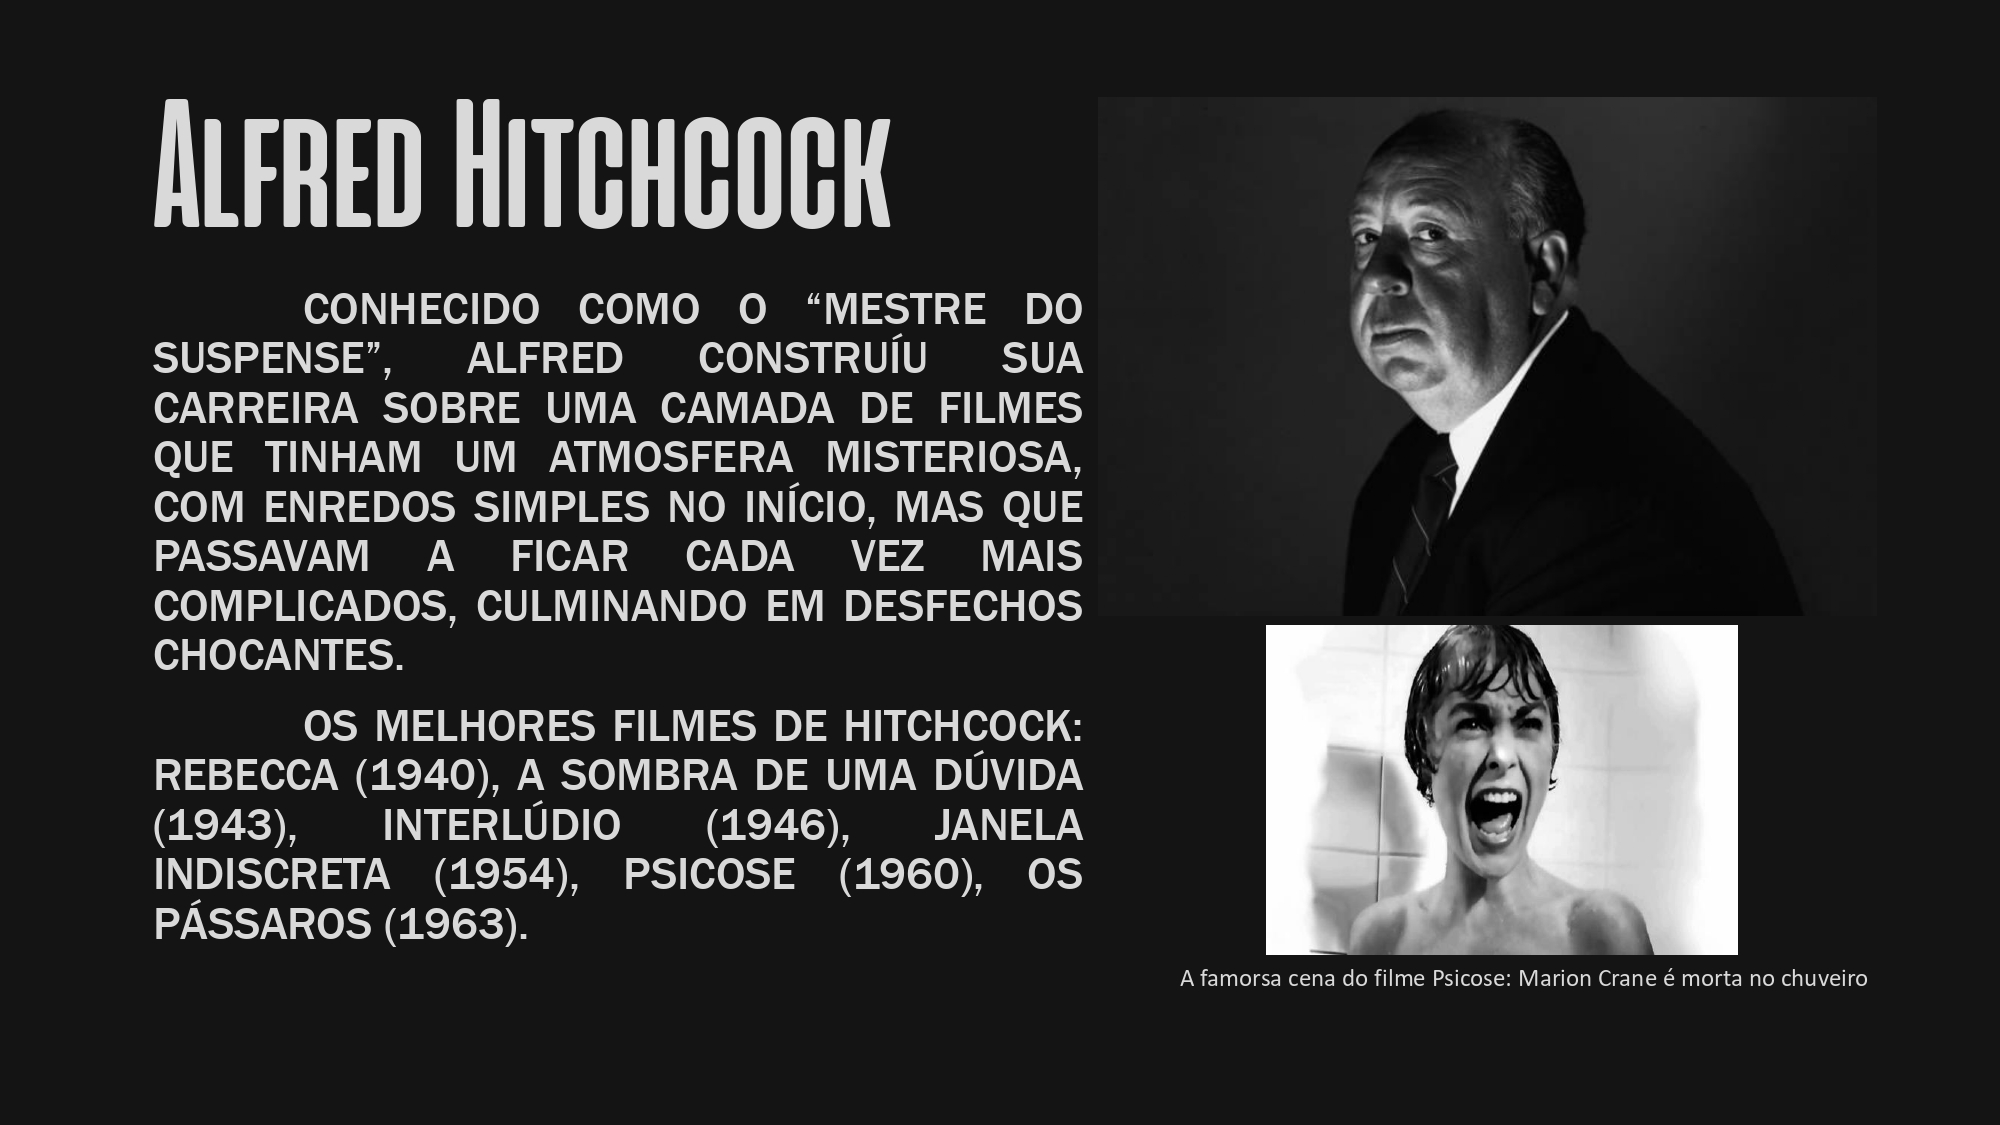 ALFRED HITCHCOCK
CONHECIDO COMO O “MESTRE DO
SUSPENSE”, ALFRED CONSTRUÍU SUA
CARREIRA SOBRE UMA CAMADA DE FILMES
QUE TINHAM UM ATMOSFERA MISTERIOSA,
COM ENREDOS SIMPLES NO INÍCIO, MAS QUE
PASSAVAM A FICAR CADA VEZ MAIS
COMPLICADOS, CULMINANDO EM DESFECHOS
CHOCANTES.
OS MELHORES FILMES DE HITCHCOCK:
REBECCA (1940), A SOMBRA DE UMA DÚVIDA
(1943), INTERLÚDIO (1946), JANELA
INDISCRETA (1954), PSICOSE (1960), OS
PÁSSAROS (1963).
A famorsa cena do filme Psicose: Marion Crane é morta no chuveiro